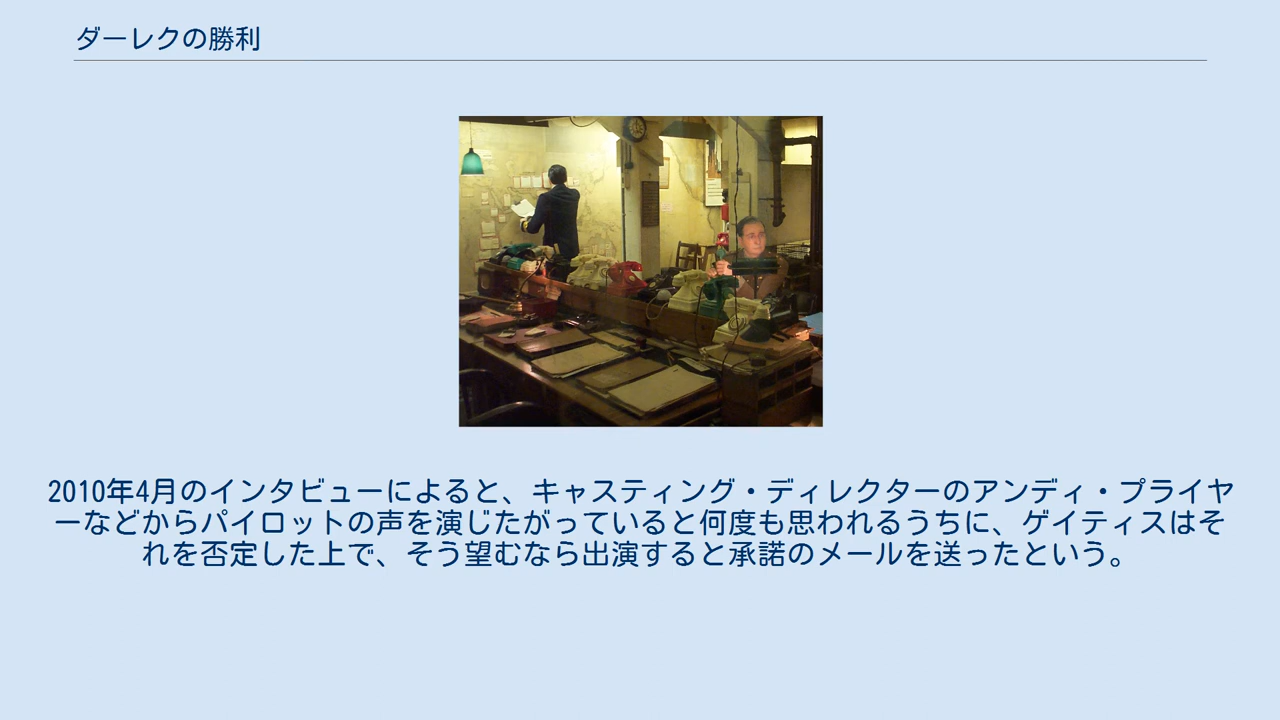 ダーレクの勝利
2010年4月のインタビューによると、キャスティング・ディレクターのアンディ・プライヤ
ーなどからパイロットの声を演じたがっていると何度も思われるうちに、ゲイティスはそ
れを否定した上で、そう望むなら出演すると承諾のメールを送ったという。